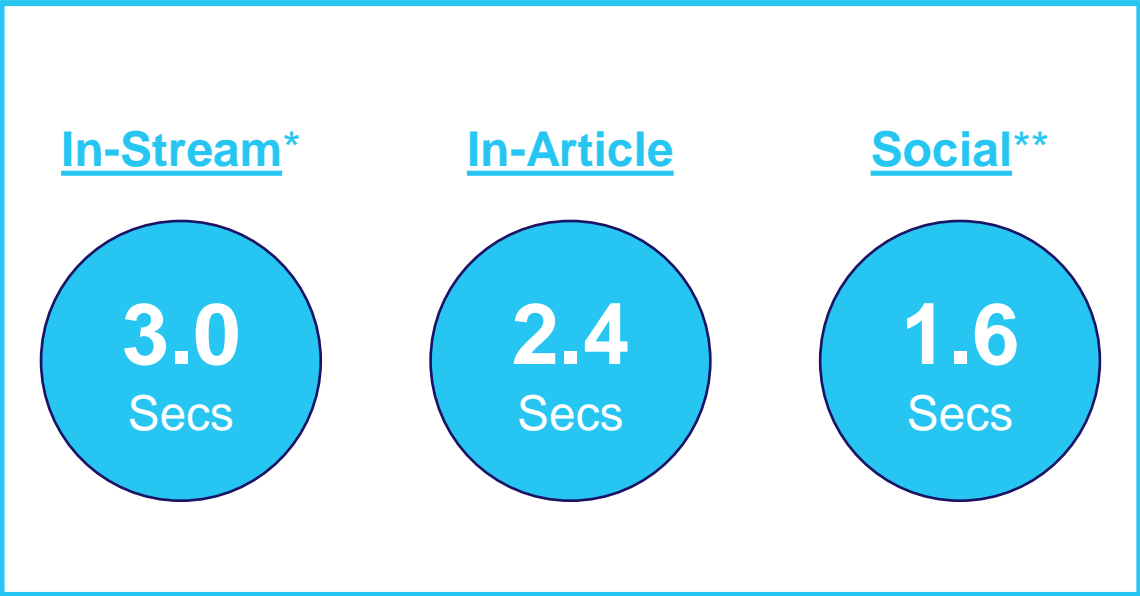 In-Stream*
In-Article
Social**
3.0
Secs
2.4
Secs
1.6
Secs